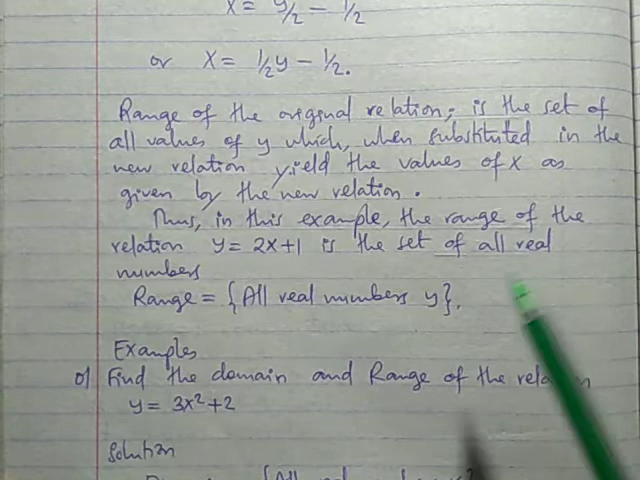 x = y/2 - 1/2
or x = 1/2y - 1/2.
Range of the original relation; is the set of
all values of y which, when substituted in the
new relation yield the values of x as
given by the new relation.
Thus, in this example, the range of the
relation y = 2x+1 is the set of all real
numbers
Range = {All real numbers y}.
Examples
01 Find the domain and Range of the relation
y = 3x²+2
Solution
{All real